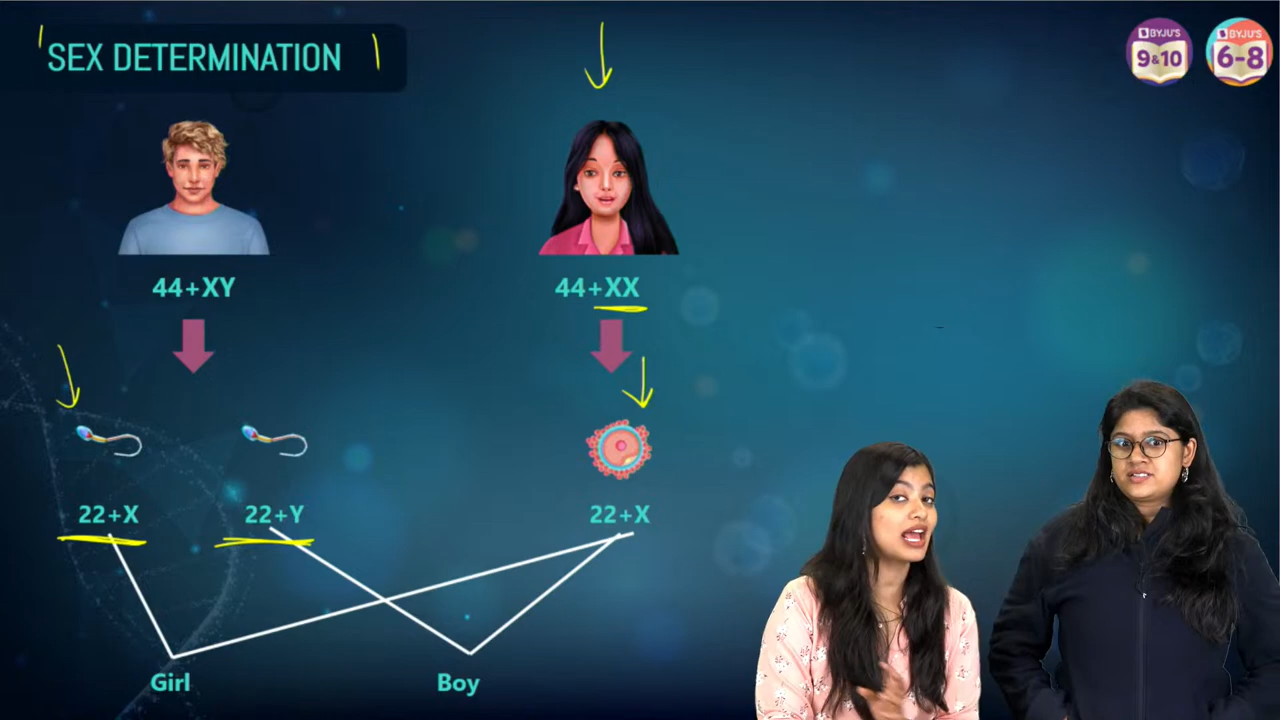 SEX DETERMINATION
BYJU'S
9&10
BYJU'S
6-8
44+XY
44+XX
22+X
22+Y
22+X
Girl
Boy